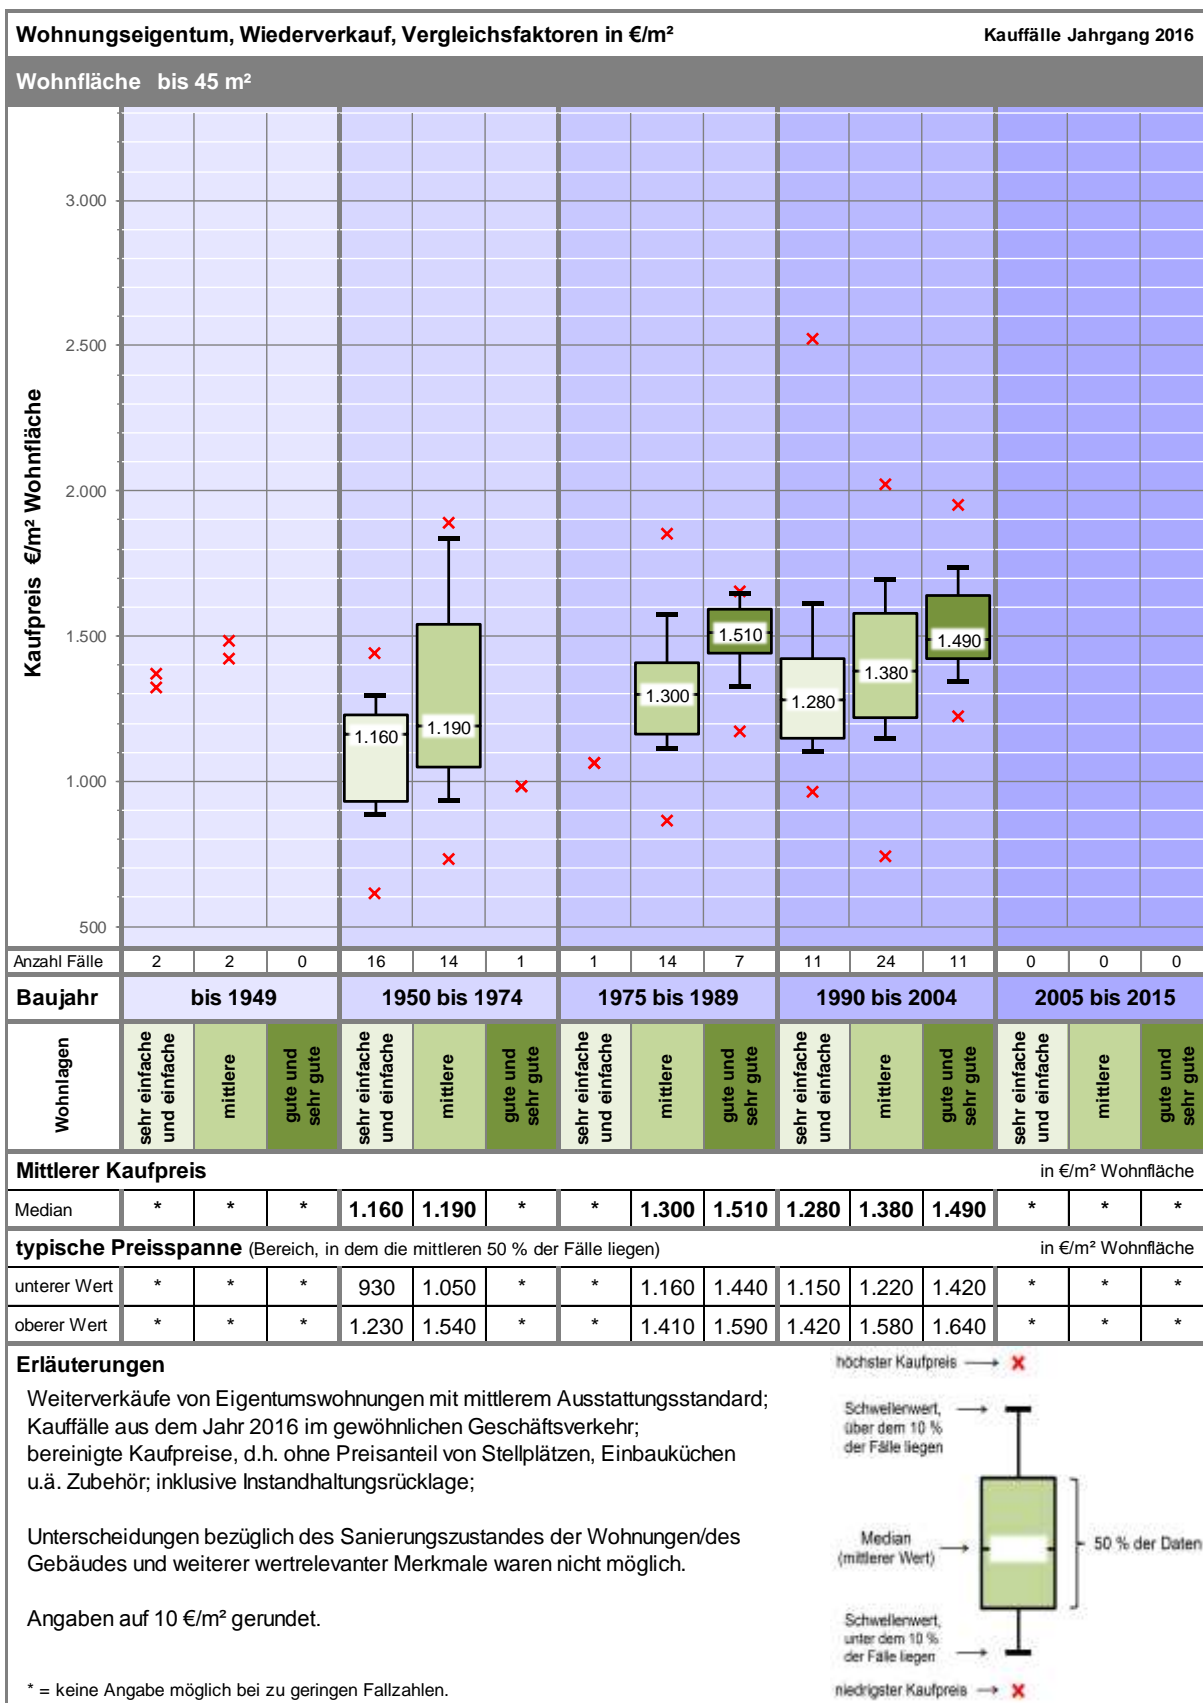 Wohnungseigentum, Wiederverkauf, Vergleichsfaktoren in €/m² Kauffälle Jahrgang 2016
Wohnfläche bis 45 m²
Kaufpreis €/m² Wohnfläche
3.000
2.500
2.000
1.500
1.000
500
1.160
1.190
1.300
1.510
1.280
1.380
1.490
Anzahl Fälle 2 2 0 16 14 1 1 14 7 11 24 11 0 0 0
Baujahr bis 1949 1950 bis 1974 1975 bis 1989 1990 bis 2004 2005 bis 2015
Wohnlagen
sehr einfache
und einfache
mittlere
gute und
sehr gute
sehr einfache
und einfache
mittlere
gute und
sehr gute
sehr einfache
und einfache
mittlere
gute und
sehr gute
sehr einfache
und einfache
mittlere
gute und
sehr gute
sehr einfache
und einfache
mittlere
gute und
sehr gute
Mittlerer Kaufpreis in €/m² Wohnfläche
Median * * * 1.160 1.190 * * 1.300 1.510 1.280 1.380 1.490 * * *
typische Preisspanne (Bereich, in dem die mittleren 50 % der Fälle liegen) in €/m² Wohnfläche
unterer Wert * * * 930 1.050 * * 1.160 1.440 1.150 1.220 1.420 * * *
oberer Wert * * * 1.230 1.540 * * 1.410 1.590 1.420 1.580 1.640 * * *
Erläuterungen
Weiterverkäufe von Eigentumswohnungen mit mittlerem Ausstattungsstandard;
Kauffälle aus dem Jahr 2016 im gewöhnlichen Geschäftsverkehr;
bereinigte Kaufpreise, d.h. ohne Preisanteil von Stellplätzen, Einbauküchen
u.ä. Zubehör; inklusive Instandhaltungsrücklage;
Unterscheidungen bezüglich des Sanierungszustandes der Wohnungen/des
Gebäudes und weiterer wertrelevanter Merkmale waren nicht möglich.
Angaben auf 10 €/m² gerundet.
* = keine Angabe möglich bei zu geringen Fallzahlen.
höchster Kaufpreis
Schwellenwert,
über dem 10 %
der Fälle liegen
Median
(mittlerer Wert)
50 % der Daten
Schwellenwert,
unter dem 10 %
der Fälle liegen
niedrigster Kaufpreis